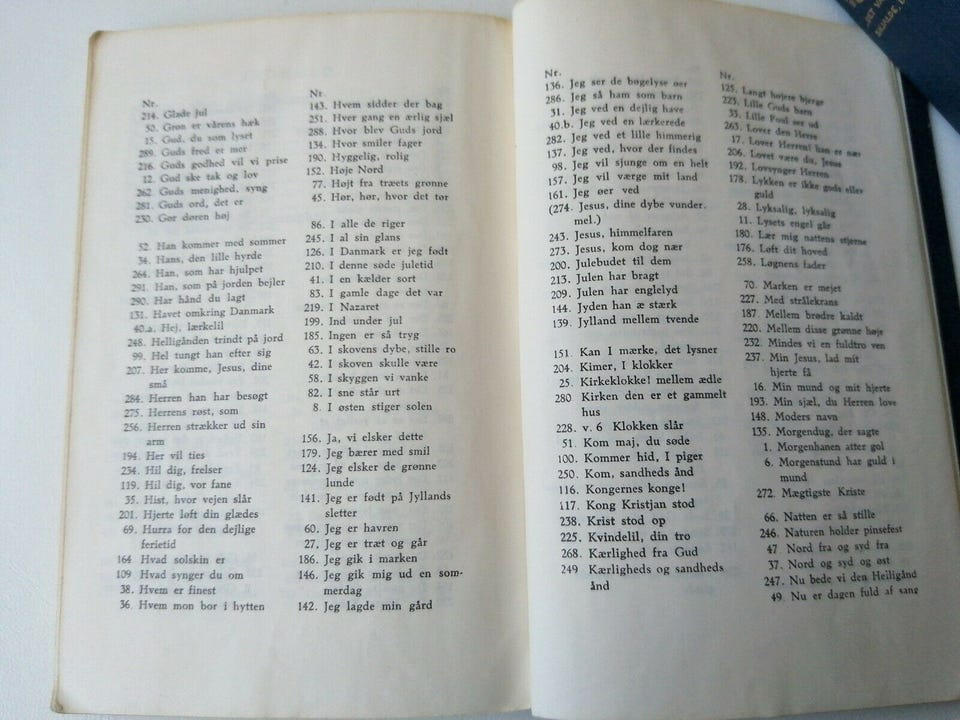 Nr.
214. Glade jul
50. Grøn er vårens hæk
15. Gud, du som lyset
289. Guds fred er mer
216. Guds godhed vil vi prise
12. Gud ske tak og lov
262 Guds menighed, syng
281. Guds ord, det er
230. Gør døren høj
52. Han kommer med sommer
34. Hans, den lille hyrde
264. Han, som har hjulpet
291. Han, som på jorden bejler
290. Har hånd du lagt
131. Havet omkring Danmark
40.a. Hej, lærkelil
248. Helligånden trindt på jord
99. Hel tungt han efter sig
207. Her komme, Jesus, dine
små
284. Herren han har besøgt
275. Herrens røst, som
256. Herren strækker ud sin
arm
194. Her vil ties
234. Hil dig, frelser
119. Hil dig, vor fane
35. Hist, hvor vejen slår
201. Hjerte løft din glædes
69. Hurra for den dejlige
ferietid
164 Hvad solskin er
109 Hvad synger du om
38. Hvem er finest
36. Hvem mon bor i hytten
Nr.
143. Hvem sidder der bag
251. Hver gang en ærlig sjæl
288. Hvor blev Guds jord
134. Hvor smiler fager
190. Hyggelig, rolig
152. Høje Nord
77. Højt fra træets grønne
45. Hør, hør, hvor det tør
86. I alle de riger
245. I al sin glans
126. I Danmark er jeg født
210. I denne søde juletid
41. I en kælder sort
83. I gamle dage det var
219. I Nazaret
199. Ind under jul
185. Ingen er så tryg
63. I skovens dybe, stille ro
42. I skoven skulle være
58. I skyggen vi vanke
82. I sne står urt
8. I østen stiger solen
156. Ja, vi elsker dette
179. Jeg bærer med smil
124. Jeg elsker de grønne
lunde
141. Jeg er født på Jyllands
sletter
60. Jeg er havren
27. Jeg er træt og går
186. Jeg gik i marken
146. Jeg gik mig ud en som-
merdag
142. Jeg lagde min gård
Nr.
136. Jeg ser de bøgelyse øer
286. Jeg så ham som barn
31. Jeg ved en dejlig have
40.b. Jeg ved en lærkerede
282. Jeg ved et lille himmerig
137. Jeg ved, hvor der findes
98. Jeg vil sjunge om en helt
157. Jeg vil værge mit land
161. Jeg øer ved
(274. Jesus, dine dybe vunder.
mel.)
243. Jesus, himmelfaren
273. Jesus, kom dog nær
200. Julebudet til dem
213. Julen har bragt
209. Julen har englelyd
144. Jyden han æ stærk
139. Jylland mellem tvende
151. Kan I mærke, det lysner
204. Kimer, I klokker
25. Kirkeklokke! mellem ædle
280 Kirken den er et gammelt
hus
228. v. 6 Klokken slår
51. Kom maj, du søde
100. Kommer hid, I piger
250. Kom, sandheds ånd
116. Kongernes konge!
117. Kong Kristjan stod
238. Krist stod op
225. Kvindelil, din tro
268. Kærlighed fra Gud
249 Kærligheds og sandheds
ånd
Nr.
125. Langt højere bjerge
223. Lille Guds barn
33. Lille Poul ser ud
263. Lover den Herre
17. Lover Herren! han er nær
206. Lovet være du, Jesus
192. Lovsynger Herren
178. Lykken er ikke gods eller
guld
28. Lyksalig, lyksalig
11. Lysets engel går
180. Lær mig nattens stjerne
176. Løft dit hoved
258. Løgnens fader
70. Marken er mejet
227. Med strålekrans
187. Mellem brødre kaldt
220. Mellem disse grønne høje
232. Mindes vi en fuldtro ven
237. Min Jesus, lad mit
hjerte få
16. Min mund og mit hjerte
193. Min sjæl, du Herren love
148. Moders navn
135. Morgendug, der sagte
1. Morgenhanen atter gol
6. Morgenstund har guld i
mund
272. Mægtigste Kriste
66. Natten er så stille
246. Naturen holder pinsefest
47 Nord fra og syd fra
37. Nord og syd og øst
247. Nu bede vi den Heiligånd
49. Nu er dagen fuld af sang